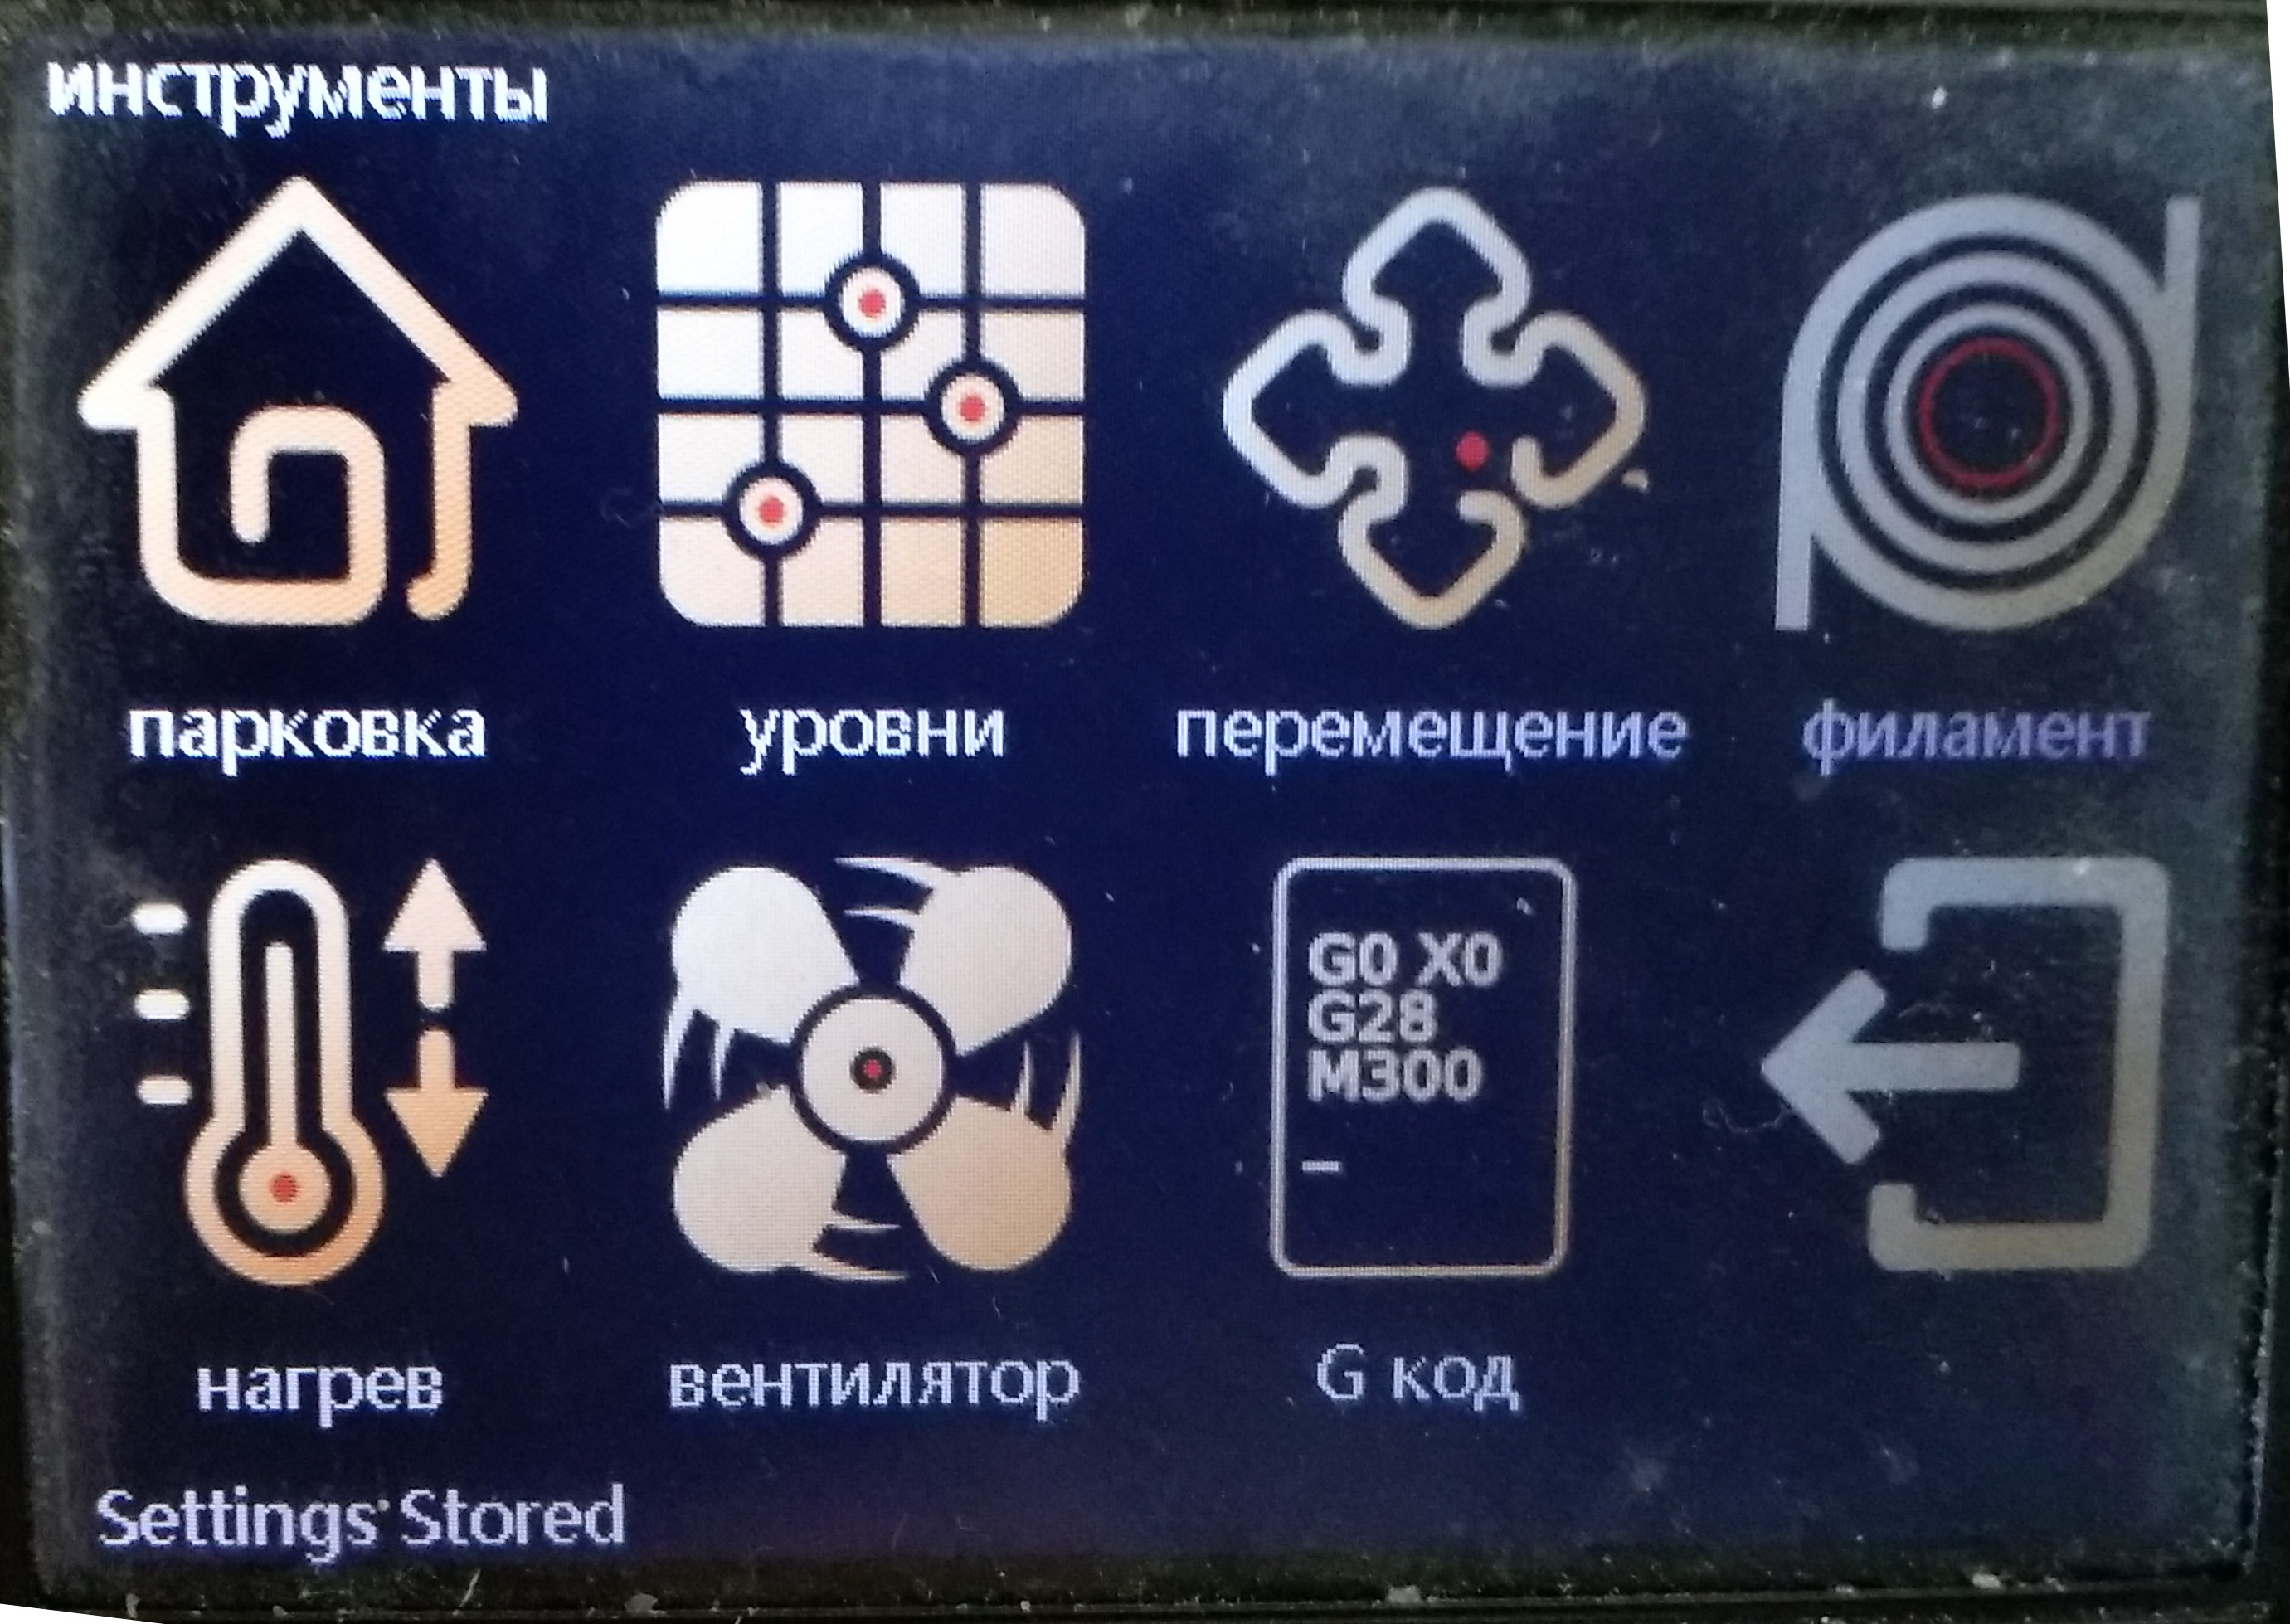 инструменты
парковка
уровни
перемещение
филамент
G0 X0
G28
M300
_
нагрев
вентилятор
G код
Settings Stored